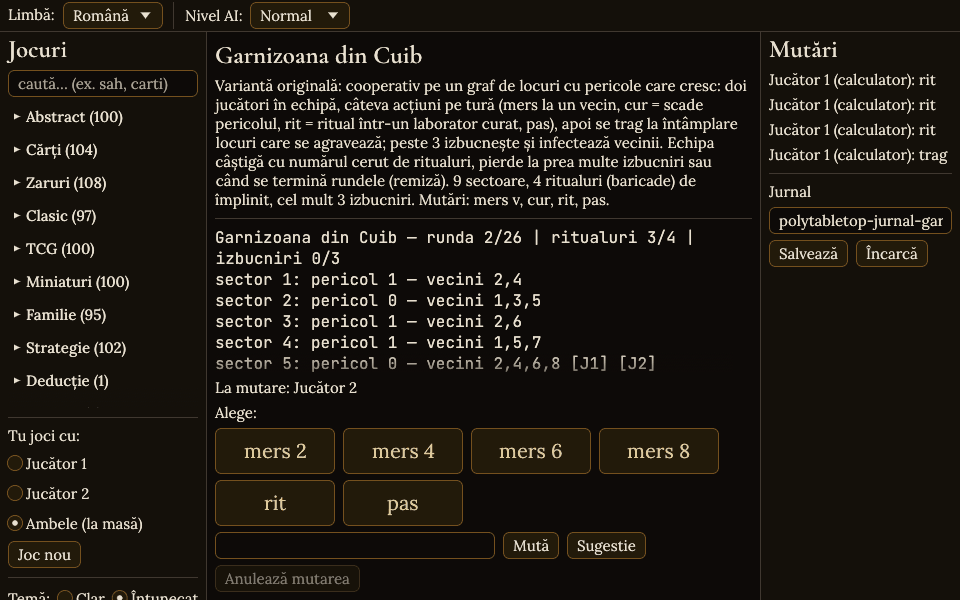 Limbă: Română ▼ Nivel AI: Normal ▼
Jocuri
caută... (ex. sah, carti)
▸ Abstract (100)
▸ Cărți (104)
▸ Zaruri (108)
▸ Clasic (97)
▸ TCG (100)
▸ Miniaturi (100)
▸ Familie (95)
▸ Strategie (102)
▸ Deducție (1)
Tu joci cu:
Jucător 1
Jucător 2
Ambele (la masă)
Joc nou
Temă: Clar Întunecat
Garnizoana din Cuib
Variantă originală: cooperativ pe un graf de locuri cu pericole care cresc: doi
jucători în echipă, câteva acțiuni pe tură (mers la un vecin, cur = scade
pericolul, rit = ritual într-un laborator curat, pas), apoi se trag la întâmplare
locuri care se agravează; peste 3 izbucnește și infectează vecinii. Echipa
câștigă cu numărul cerut de ritualuri, pierde la prea multe izbucniri sau
când se termină rundele (remiză). 9 sectoare, 4 ritualuri (baricade) de
împlinit, cel mult 3 izbucniri. Mutări: mers v, cur, rit, pas.
Garnizoana din Cuib — runda 2/26 | ritualuri 3/4 |
izbucniri 0/3
sector 1: pericol 1 — vecini 2,4
sector 2: pericol 0 — vecini 1,3,5
sector 3: pericol 1 — vecini 2,6
sector 4: pericol 1 — vecini 1,5,7
sector 5: pericol 0 — vecini 2,4,6,8 [J1] [J2]
La mutare: Jucător 2
Alege:
mers 2 mers 4 mers 6 mers 8
rit pas
Mută Sugestie
Anulează mutarea
Mutări
Jucător 1 (calculator): rit
Jucător 1 (calculator): rit
Jucător 1 (calculator): rit
Jucător 1 (calculator): trag
Jurnal
polytabletop-jurnal-gar
Salvează Încarcă